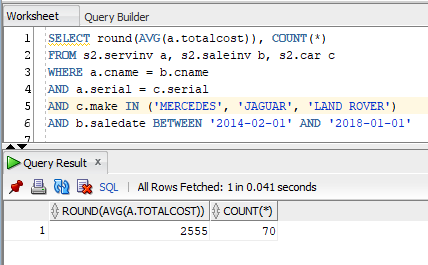 Worksheet Query Builder
1 SELECT round(AVG(a.totalcost)), COUNT(*)
2 FROM s2.servinv a, s2.saleinv b, s2.car c
3 WHERE a.cname = b.cname
4 AND a.serial = c.serial
5 AND c.make IN ('MERCEDES', 'JAGUAR', 'LAND ROVER')
6 AND b.saledate BETWEEN '2014-02-01' AND '2018-01-01'
Query Result x
SQL | All Rows Fetched: 1 in 0.041 seconds
ROUND(AVG(A.TOTALCOST)) COUNT(*)
1 2555 70